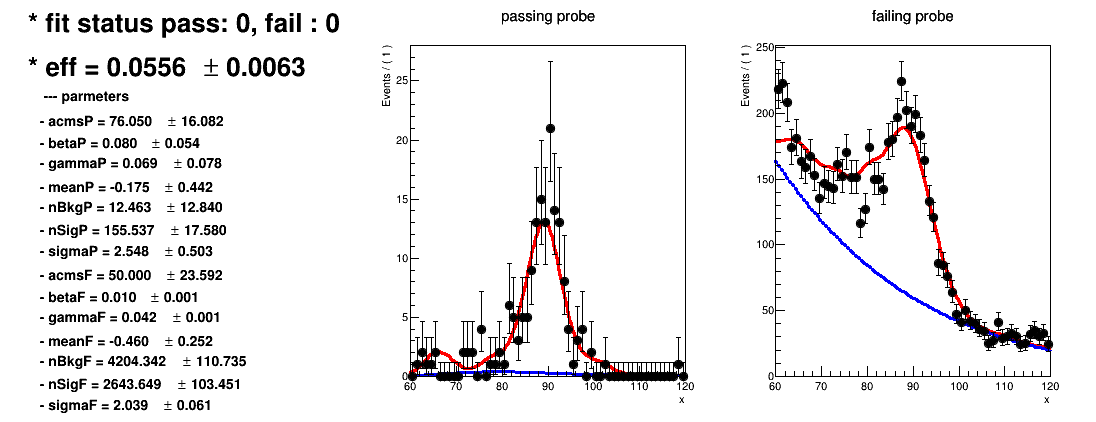 * fit status pass: 0, fail : 0
* eff = 0.0556 ± 0.0063
--- parmeters
- acmsP = 76.050 ± 16.082
- betaP = 0.080 ± 0.054
- gammaP = 0.069 ± 0.078
- meanP = -0.175 ± 0.442
- nBkgP = 12.463 ± 12.840
- nSigP = 155.537 ± 17.580
- sigmaP = 2.548 ± 0.503
- acmsF = 50.000 ± 23.592
- betaF = 0.010 ± 0.001
- gammaF = 0.042 ± 0.001
- meanF = -0.460 ± 0.252
- nBkgF = 4204.342 ± 110.735
- nSigF = 2643.649 ± 103.451
- sigmaF = 2.039 ± 0.061
passing probe
Events / ( 1 )
25
20
15
10
5
0
60 70 80 90 100 110 120
x
failing probe
Events / ( 1 )
250
200
150
100
50
0
60 70 80 90 100 110 120
x